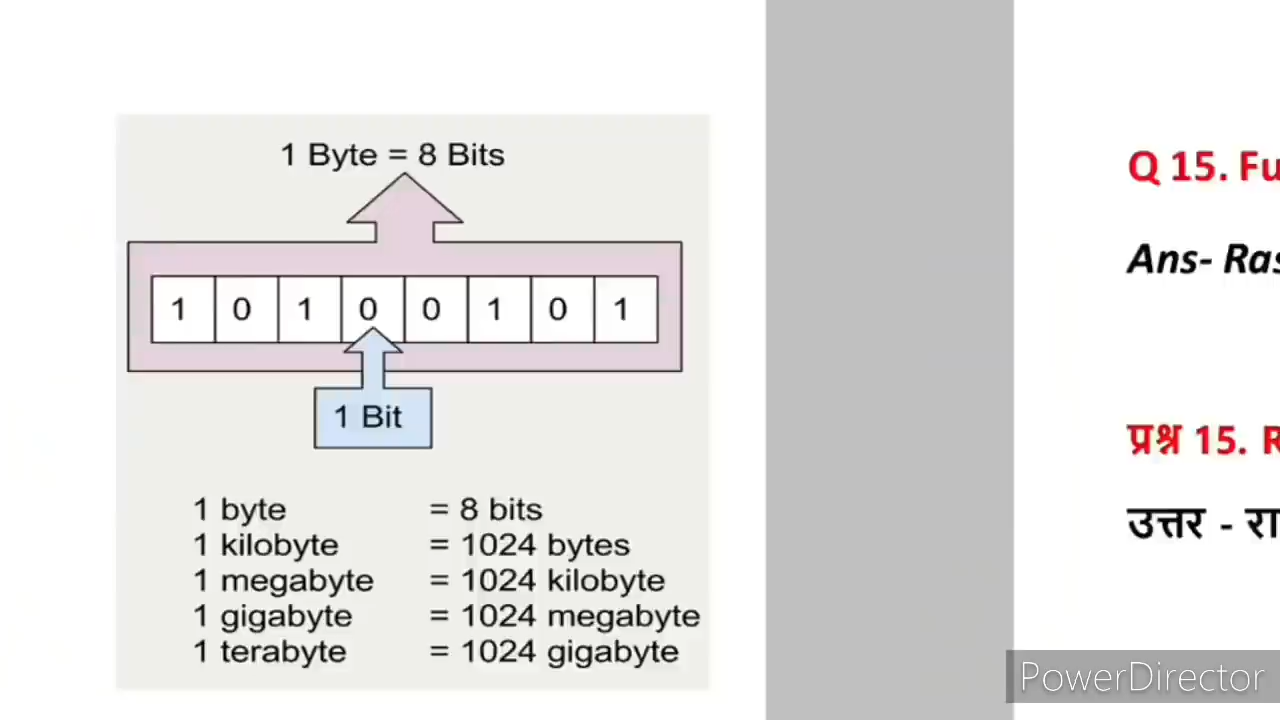 1 Byte = 8 Bits
1 0 1 0 0 1 0 1
1 Bit
1 byte = 8 bits
1 kilobyte = 1024 bytes
1 megabyte = 1024 kilobyte
1 gigabyte = 1024 megabyte
1 terabyte = 1024 gigabyte
Q 15. Fu
Ans- Ras
प्रश्न 15. R
उत्तर - रा
PowerDirector